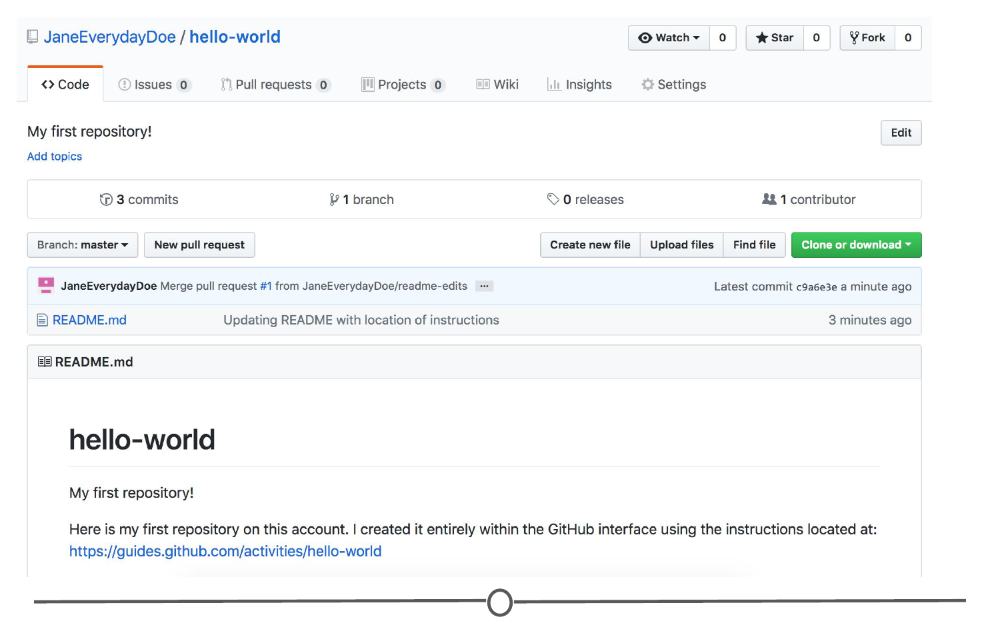 JaneEverydayDoe / hello-world
Watch 0 Star 0 Fork 0
Code Issues 0 Pull requests 0 Projects 0 Wiki Insights Settings
My first repository! Edit
Add topics
3 commits 1 branch 0 releases 1 contributor
Branch: master New pull request Create new file Upload files Find file Clone or download
JaneEverydayDoe Merge pull request #1 from JaneEverydayDoe/readme-edits ... Latest commit c9a6e3e a minute ago
README.md Updating README with location of instructions 3 minutes ago
README.md
hello-world
My first repository!
Here is my first repository on this account. I created it entirely within the GitHub interface using the instructions located at:
https://guides.github.com/activities/hello-world